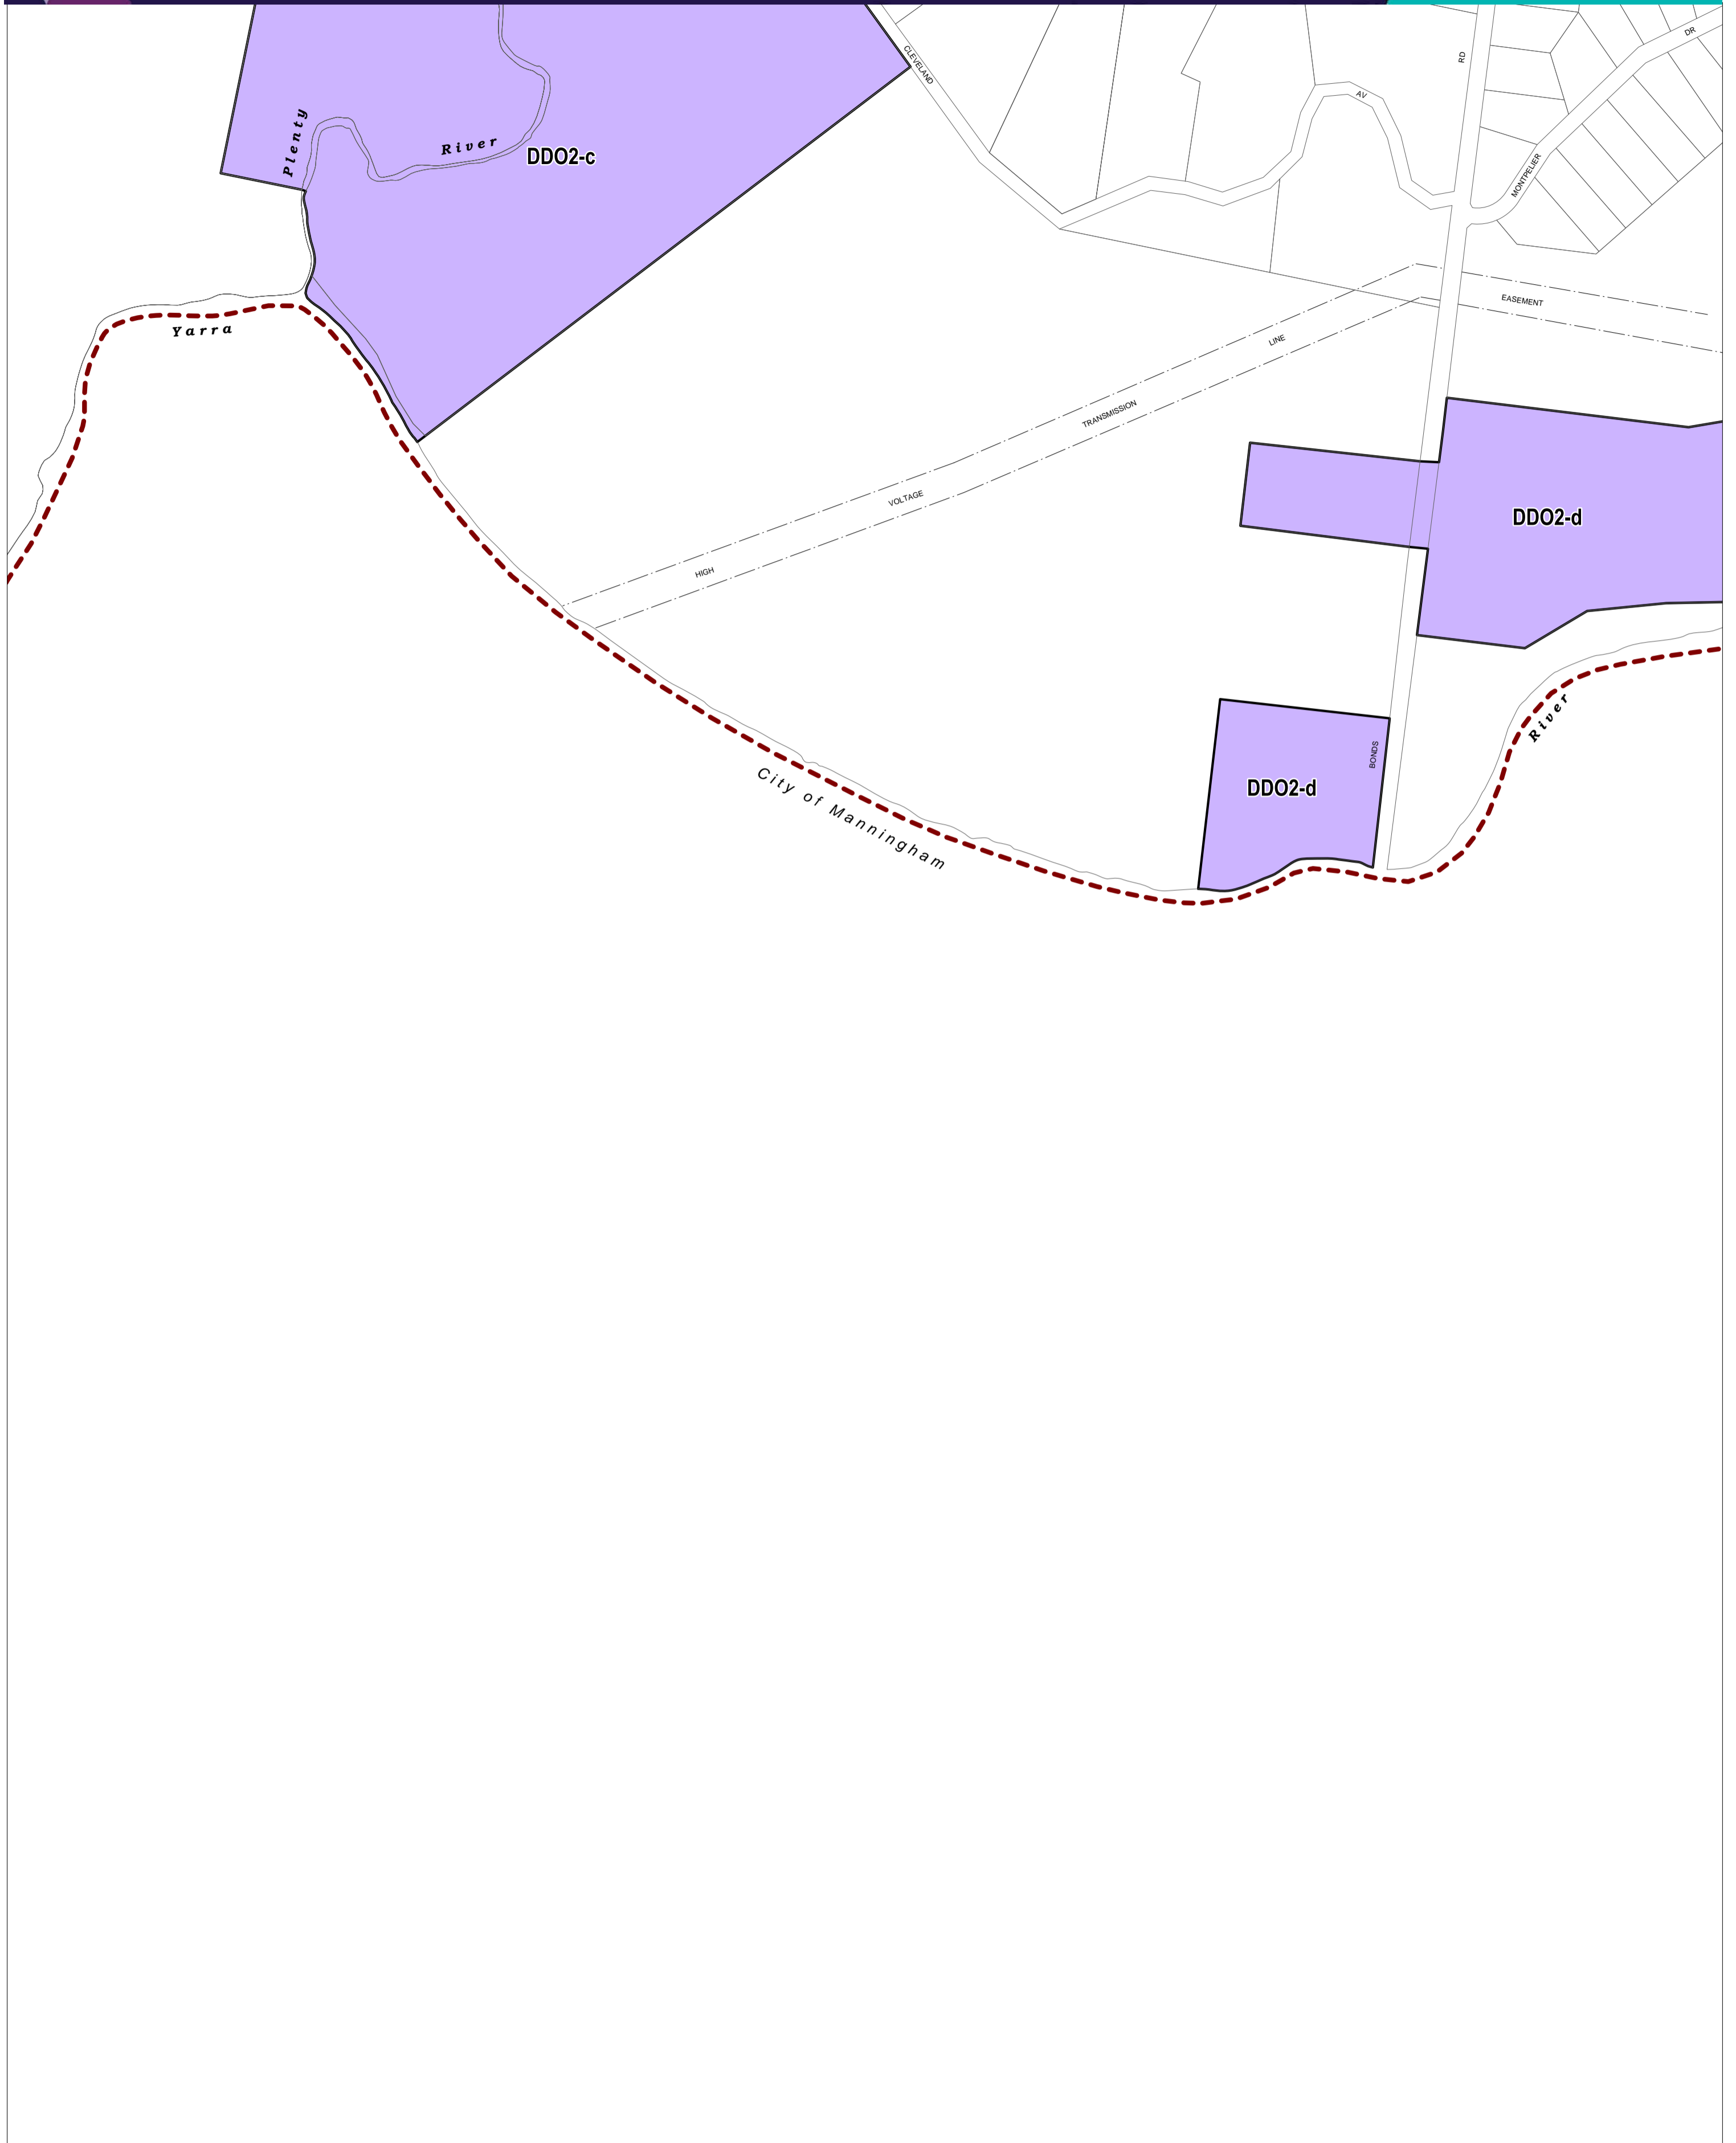 DR
RD
CLEVELAND
AV
Plenty
River
DDO2-c
MONTPELIER
EASEMENT
Yarra
LINE
TRANSMISSION
VOLTAGE
DDO2-d
HIGH
River
BONDS
DDO2-d
City of Manningham